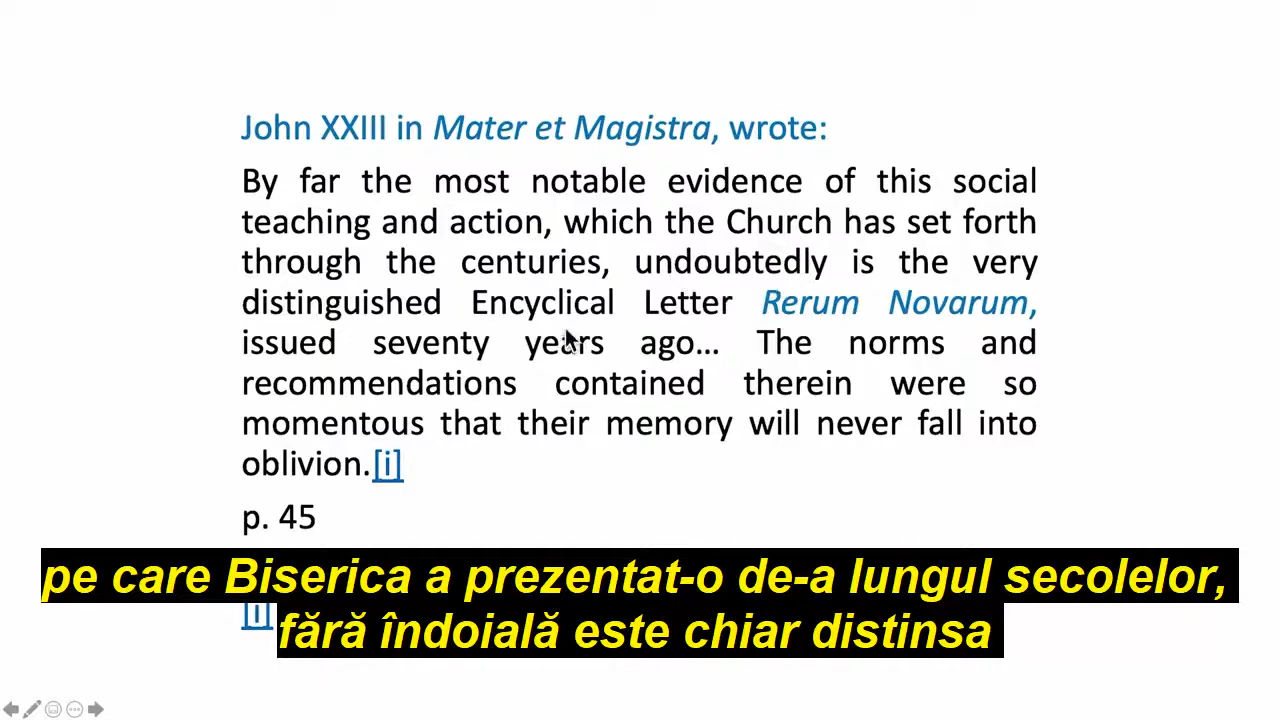 John XXIII in Mater et Magistra, wrote:
By far the most notable evidence of this social
teaching and action, which the Church has set forth
through the centuries, undoubtedly is the very
distinguished Encyclical Letter Rerum Novarum,
issued seventy years ago… The norms and
recommendations contained therein were so
momentous that their memory will never fall into
oblivion.[i]
p. 45
pe care Biserica a prezentat-o de-a lungul secolelor,
[i]
fără îndoială este chiar distinsa